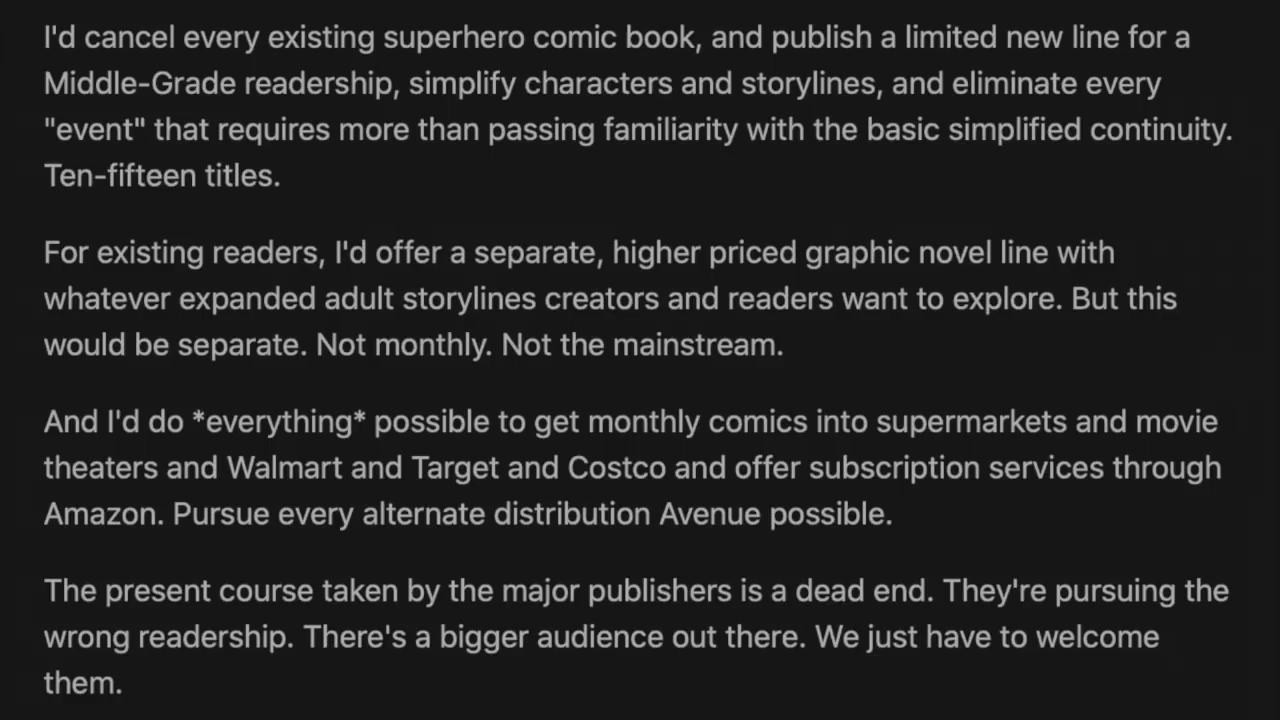 I'd cancel every existing superhero comic book, and publish a limited new line for a
Middle-Grade readership, simplify characters and storylines, and eliminate every
"event" that requires more than passing familiarity with the basic simplified continuity.
Ten-fifteen titles.
For existing readers, I'd offer a separate, higher priced graphic novel line with
whatever expanded adult storylines creators and readers want to explore. But this
would be separate. Not monthly. Not the mainstream.
And I'd do *everything* possible to get monthly comics into supermarkets and movie
theaters and Walmart and Target and Costco and offer subscription services through
Amazon. Pursue every alternate distribution Avenue possible.
The present course taken by the major publishers is a dead end. They're pursuing the
wrong readership. There's a bigger audience out there. We just have to welcome
them.